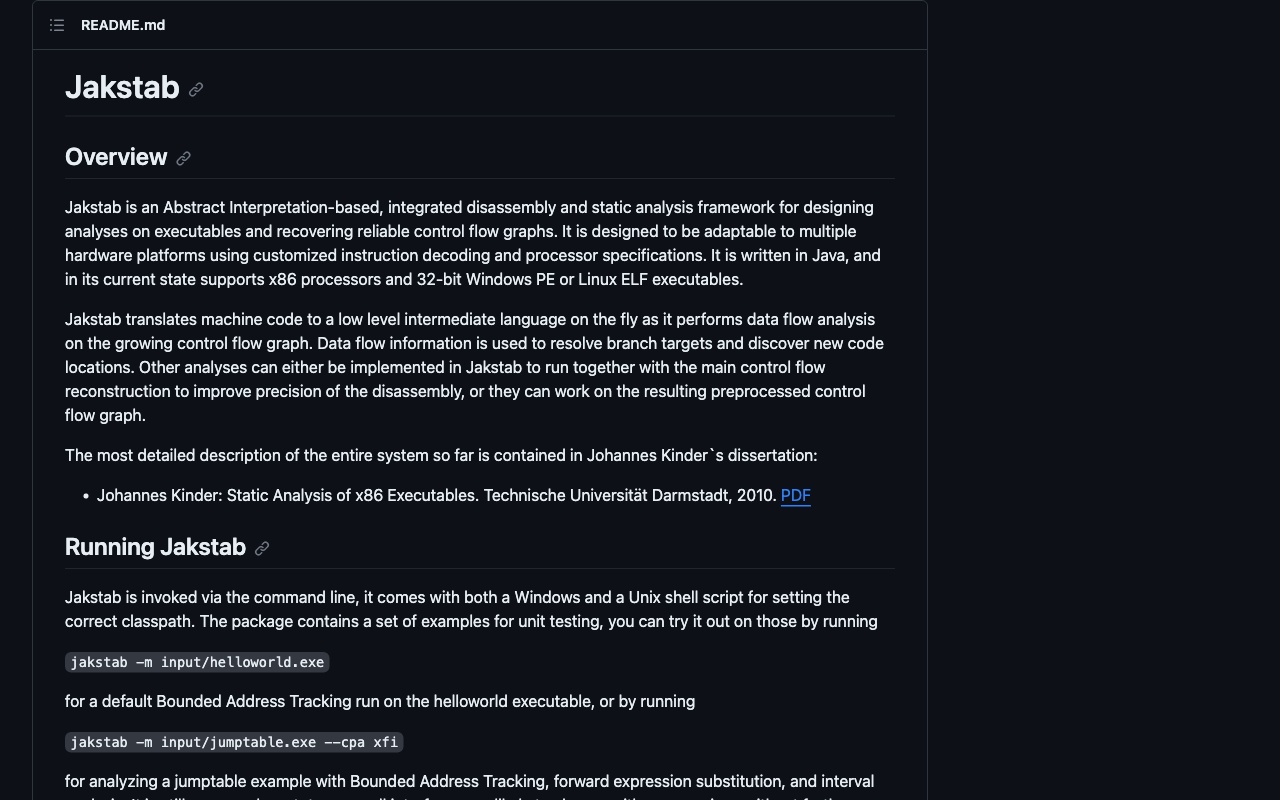 README.md
Jakstab
Overview
Jakstab is an Abstract Interpretation-based, integrated disassembly and static analysis framework for designing
analyses on executables and recovering reliable control flow graphs. It is designed to be adaptable to multiple
hardware platforms using customized instruction decoding and processor specifications. It is written in Java, and
in its current state supports x86 processors and 32-bit Windows PE or Linux ELF executables.
Jakstab translates machine code to a low level intermediate language on the fly as it performs data flow analysis
on the growing control flow graph. Data flow information is used to resolve branch targets and discover new code
locations. Other analyses can either be implemented in Jakstab to run together with the main control flow
reconstruction to improve precision of the disassembly, or they can work on the resulting preprocessed control
flow graph.
The most detailed description of the entire system so far is contained in Johannes Kinder`s dissertation:
• Johannes Kinder: Static Analysis of x86 Executables. Technische Universität Darmstadt, 2010. PDF
Running Jakstab
Jakstab is invoked via the command line, it comes with both a Windows and a Unix shell script for setting the
correct classpath. The package contains a set of examples for unit testing, you can try it out on those by running
jakstab -m input/helloworld.exe
for a default Bounded Address Tracking run on the helloworld executable, or by running
jakstab -m input/jumptable.exe --cpa xfi
for analyzing a jumptable example with Bounded Address Tracking, forward expression substitution, and interval